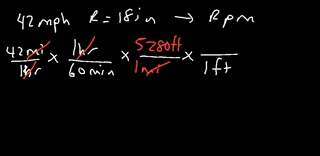 42 mph R = 18 in → Rpm
42 mi/1 hr × 1 hr/60 min × 5280 ft/1 mi × /1 ft